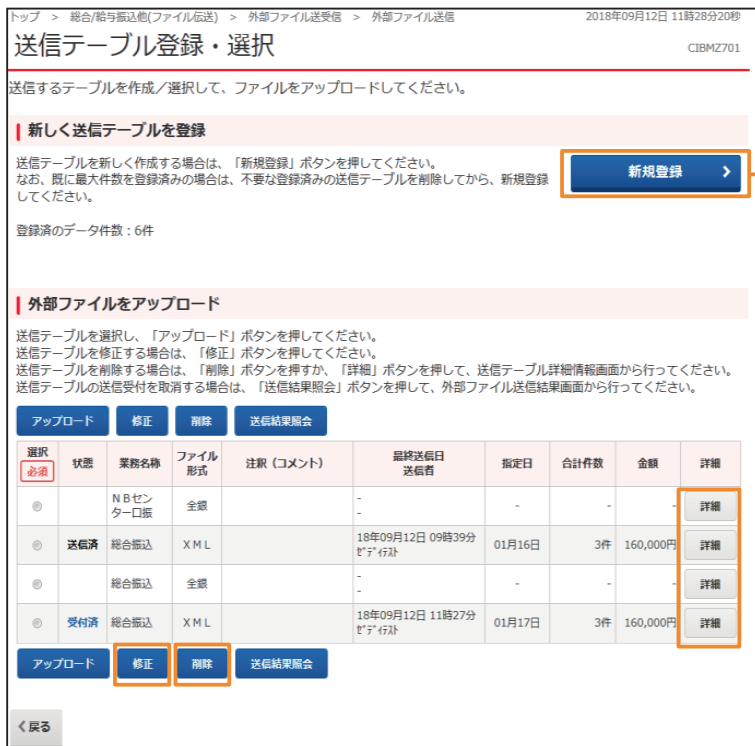 トップ > 総合/給与振込他(ファイル伝送) > 外部ファイル送受信 > 外部ファイル送信
2018年09月12日 11時28分20秒
送信テーブル登録・選択
CIBMZ701
送信するテーブルを作成/選択して、ファイルをアップロードしてください。
新しく送信テーブルを登録
送信テーブルを新しく作成する場合は、「新規登録」ボタンを押してください。
なお、既に最大件数を登録済みの場合は、不要な登録済みの送信テーブルを削除してから、新規登録
してください。
新規登録 >
登録済のデータ件数:6件
外部ファイルをアップロード
送信テーブルを選択し、「アップロード」ボタンを押してください。
送信テーブルを修正する場合は、「修正」ボタンを押してください。
送信テーブルを削除する場合は、「削除」ボタンを押すか、「詳細」ボタンを押して、送信テーブル詳細情報画面から行ってください。
送信テーブルの送信受付を取消する場合は、「送信結果照会」ボタンを押して、外部ファイル送信結果画面から行ってください。
アップロード 修正 削除 送信結果照会
選択 必須 状態 業務名称 ファイル形式 注釈(コメント) 最終送信日 送信者 指定日 合計件数 金額 詳細
NBセンター口振 全銀 - - - - - 詳細
送信済 総合振込 XML 18年09月12日 09時39分 ゼディテスト 01月16日 3件 160,000円 詳細
総合振込 全銀 - - - - - 詳細
受付済 総合振込 XML 18年09月12日 11時27分 ゼディテスト 01月17日 3件 160,000円 詳細
アップロード 修正 削除 送信結果照会
<戻る